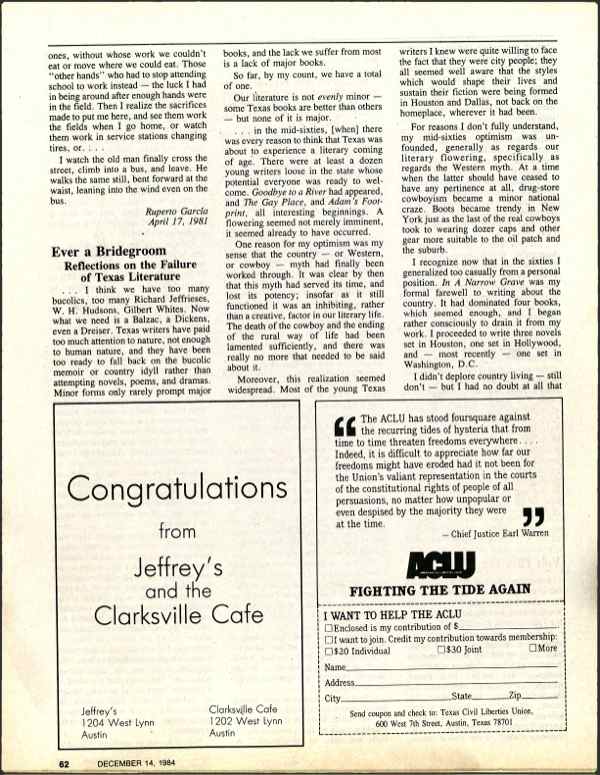 ones, without whose work we couldn't
eat or move where we could eat. Those
"other hands" who had to stop attending
school to work instead — the luck I had
in being around after enough hands were
in the field. Then I realize the sacrifices
made to put me here, and see them work
the fields when I go home, or watch
them work in service stations changing
tires, or. . . .
I watch the old man finally cross the
street, climb into a bus, and leave. He
walks the same still, bent forward at the
waist, leaning into the wind even on the
bus.
Ruperto Garcia
April 17, 1981
Ever a Bridegroom
Reflections on the Failure
of Texas Literature
. . . I think we have too many
bucolics, too many Richard Jeffrieses,
W. H. Hudsons, Gilbert Whites. Now
what we need is a Balzac, a Dickens,
even a Dreiser. Texas writers have paid
too much attention to nature, not enough
to human nature, and they have been
too ready to fall back on the bucolic
memoir or country idyll rather than
attempting novels, poems, and dramas.
Minor forms only rarely prompt major
books, and the lack we suffer from most
is a lack of major books.
So far, by my count, we have a total
of one.
Our literature is not evenly minor —
some Texas books are better than others
— but none of it is major.
. . . in the mid-sixties, [when] there
was every reason to think that Texas was
about to experience a literary coming
of age. There were at least a dozen
young writers loose in the state whose
potential everyone was ready to wel-
come. Goodbye to a River had appeared,
and The Gay Place, and Adam's Foot-
print, all interesting beginnings. A
flowering seemed not merely imminent,
it seemed already to have occurred.
One reason for my optimism was my
sense that the country — or Western,
or cowboy — myth had finally been
worked through. It was clear by then
that this myth had served its time, and
lost its potency; insofar as it still
functioned it was an inhibiting, rather
than a creative, factor in our literary life.
The death of the cowboy and the ending
of the rural way of life had been
lamented sufficiently, and there was
really no more that needed to be said
about it.
Moreover, this realization seemed
widespread. Most of the young Texas
writers I knew were quite willing to face
the fact that they were city people; they
all seemed well aware that the styles
which would shape their lives and
sustain their fiction were being formed
in Houston and Dallas, not back on the
homeplace, wherever it had been.
For reasons I don't fully understand,
my mid-sixties optimism was un-
founded, generally as regards our
literary flowering, specifically as
regards the Western myth. At a time
when the latter should have ceased to
have any pertinence at all, drug-store
cowboyism became a minor national
craze. Boots became trendy in New
York just as the last of the real cowboys
took to wearing dozer caps and other
gear more suitable to the oil patch and
the suburb.
I recognize now that in the sixties I
generalized too casually from a personal
position. In A Narrow Grave was my
formal farewell to writing about the
country. It had dominated four books,
which seemed enough, and I began
rather consciously to drain it from my
work. I proceeded to write three novels
set in Houston, one set in Hollywood,
and — most recently — one set in
Washington, D.C.
I didn't deplore country living — still
don't — but I had no doubt at all that
Congratulations
from
Jeffrey's
and the
Clarksville Cafe
Jeffrey's
1204 West Lynn
Austin
Clarksville Cafe
1202 West Lynn
Austin
“ The ACLU has stood foursquare against
the recurring tides of hysteria that from
time to time threaten freedoms everywhere. . . .
Indeed, it is difficult to appreciate how far our
freedoms might have eroded had it not been for
the Union's valiant representation in the courts
of the constitutional rights of people of all
persuasions, no matter how unpopular or
even despised by the majority they were
at the time. ”
— Chief Justice Earl Warren
ACLU
FIGHTING THE TIDE AGAIN
I WANT TO HELP THE ACLU
☐Enclosed is my contribution of $
☐I want to join. Credit my contribution towards membership:
☐$20 Individual ☐$30 Joint ☐More
Name
Address
City State Zip
Send coupon and check to: Texas Civil Liberties Union,
600 West 7th Street, Austin, Texas 78701
62 DECEMBER 14, 1984